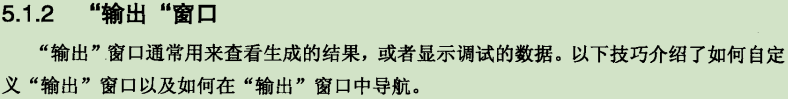 5.1.2 “输出“窗口
“输出”窗口通常用来查看生成的结果，或者显示调试的数据。以下技巧介绍了如何自定
义“输出”窗口以及如何在“输出”窗口中导航。